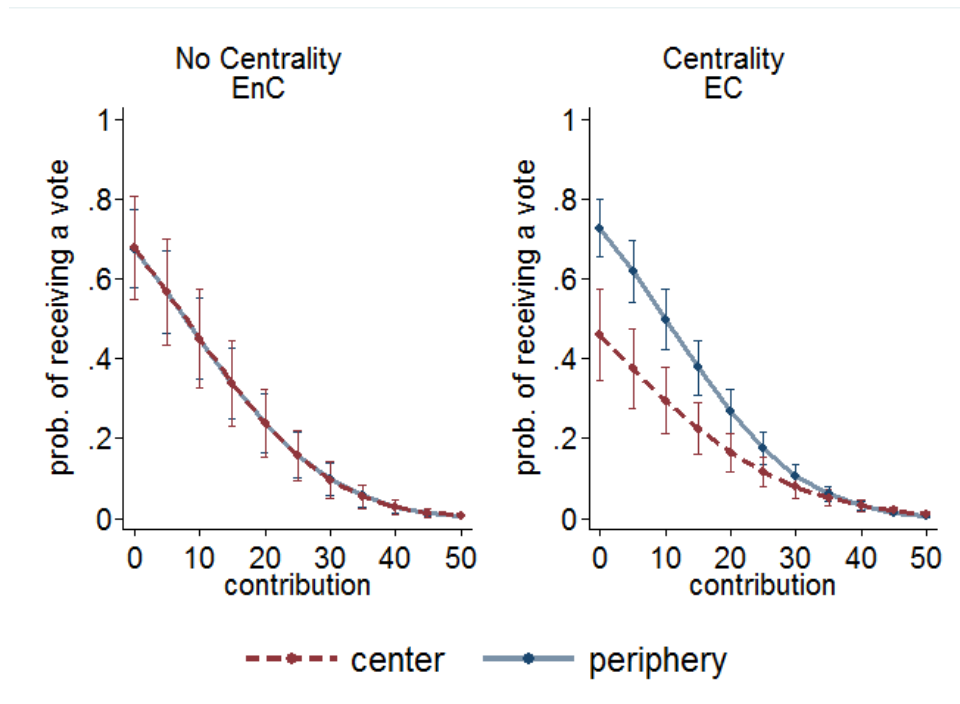 No Centrality
EnC
prob. of receiving a vote
1
.8
.6
.4
.2
0
0 10 20 30 40 50
contribution
Centrality
EC
prob. of receiving a vote
1
.8
.6
.4
.2
0
0 10 20 30 40 50
contribution
center periphery